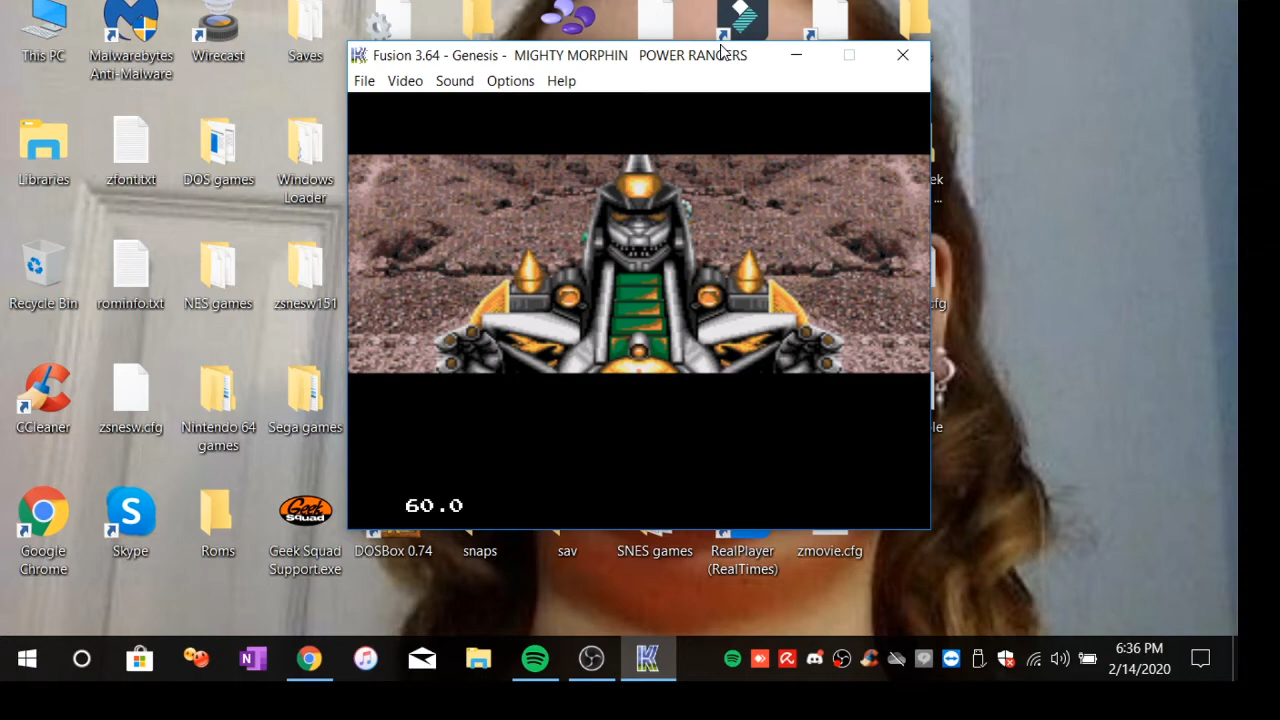 Fusion 3.64 - Genesis - MIGHTY MORPHIN POWER RANGERS
File Video Sound Options Help
This PC
Malwarebytes
Anti-Malware
Wirecast
Saves
Libraries
zfont.txt
DOS games
Windows
Loader
ek
...
Recycle Bin
rominfo.txt
NES games
zsnesw151
fg
CCleaner
zsnesw.cfg
Nintendo 64
games
Sega games
le
60.0
S
Geek
Squad
Google
Chrome
Skype
Roms
Geek Squad
Support.exe
DOSBox 0.74
snaps
sav
SNES games
RealPlayer
(RealTimes)
zmovie.cfg
N
K
6:36 PM
2/14/2020